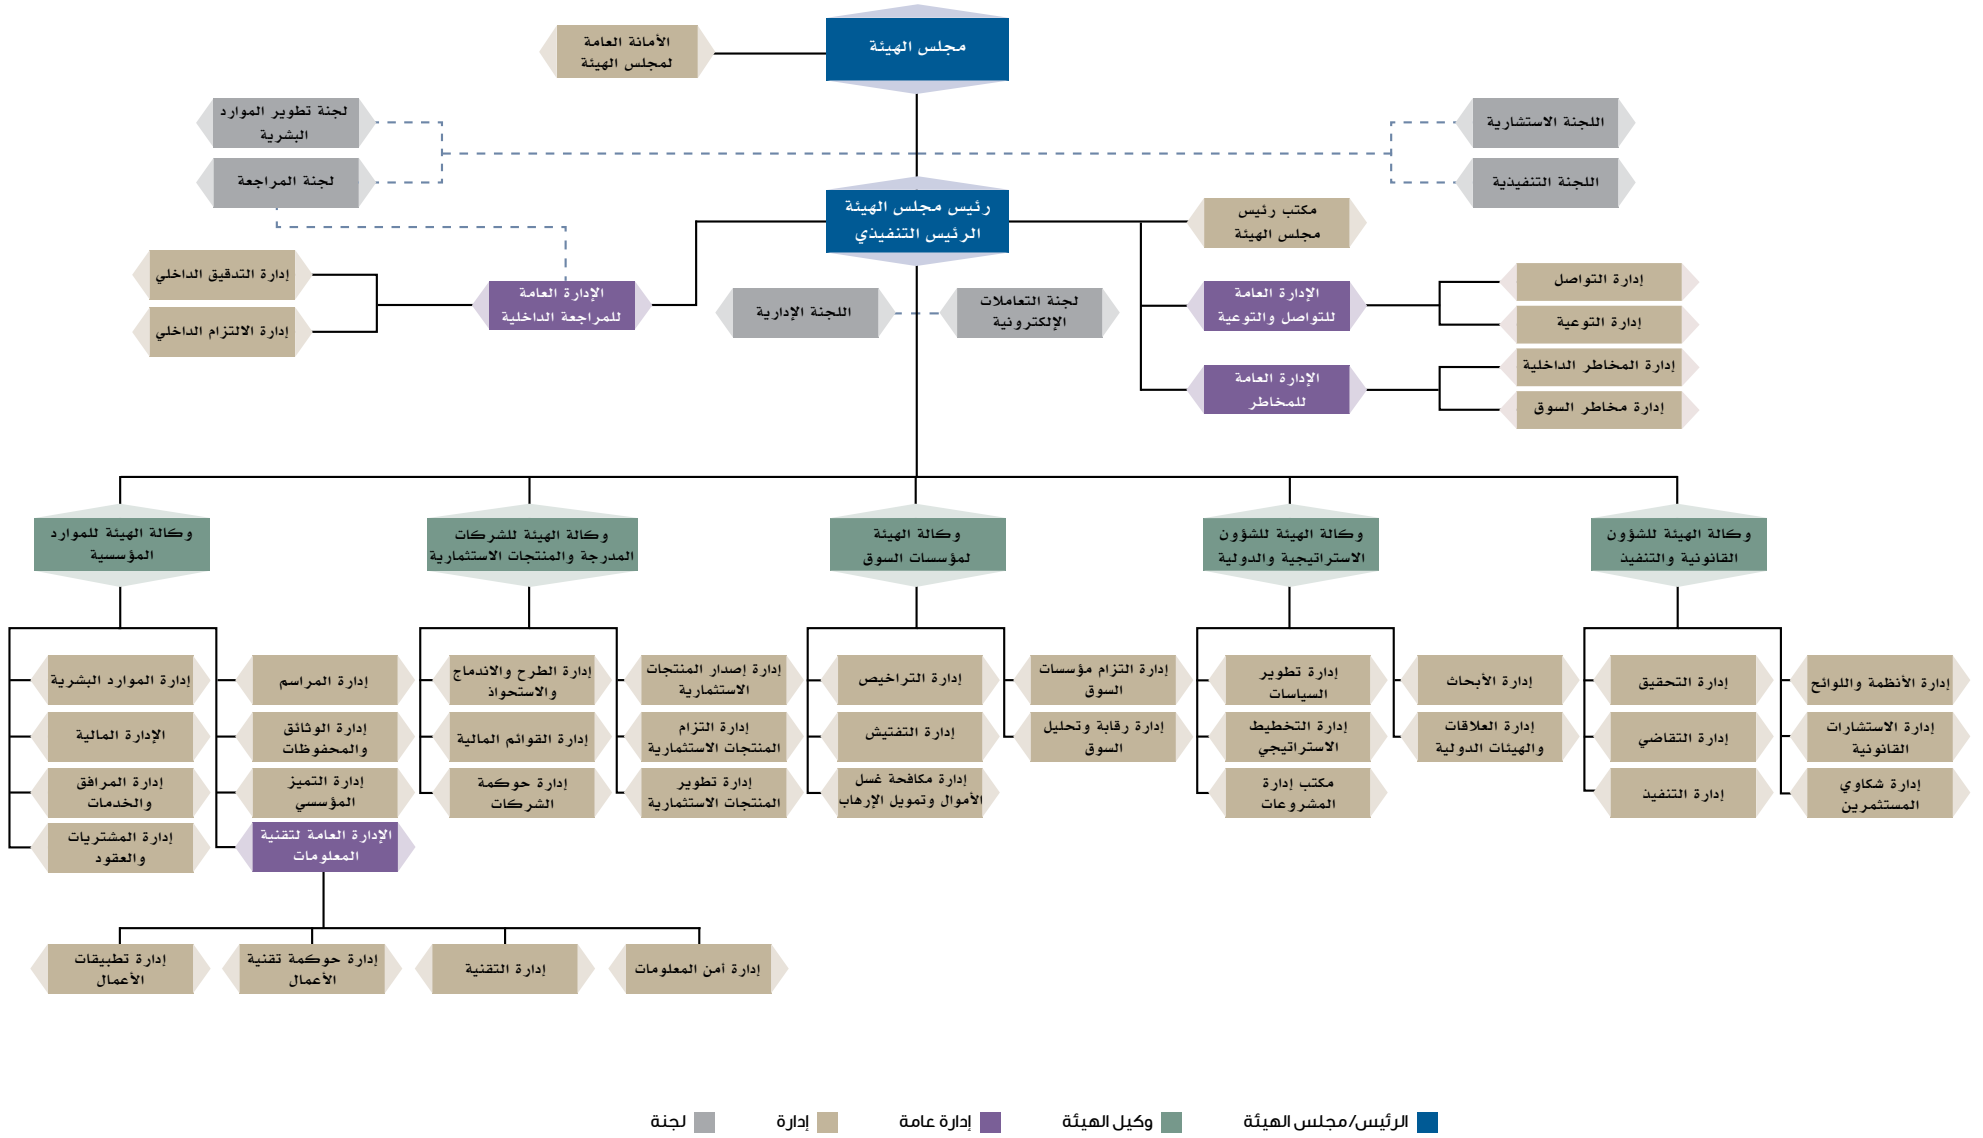 مجلس الهيئة
الأمانة العامة
لمجلس الهيئة
اللجنة الاستشارية
اللجنة التنفيذية
لجنة تطوير الموارد
البشرية
لجنة المراجعة
رئيس مجلس الهيئة
الرئيس التنفيذي
مكتب رئيس
مجلس الهيئة
الإدارة العامة
للتواصل والتوعية
إدارة التواصل
إدارة التوعية
الإدارة العامة
للمخاطر
إدارة المخاطر الداخلية
إدارة مخاطر السوق
لجنة التعاملات
الإلكترونية
اللجنة الإدارية
الإدارة العامة
للمراجعة الداخلية
إدارة التدقيق الداخلي
إدارة الالتزام الداخلي
وكالة الهيئة للشؤون
القانونية والتنفيذ
وكالة الهيئة للشؤون
الاستراتيجية والدولية
وكالة الهيئة
لمؤسسات السوق
وكالة الهيئة للشركات
المدرجة والمنتجات الاستثمارية
وكالة الهيئة للموارد
المؤسسية
إدارة الأنظمة واللوائح
إدارة الاستشارات
القانونية
إدارة شكاوي
المستثمرين
إدارة التحقيق
إدارة التقاضي
إدارة التنفيذ
إدارة الأبحاث
إدارة العلاقات
والهيئات الدولية
إدارة تطوير
السياسات
إدارة التخطيط
الاستراتيجي
مكتب إدارة
المشروعات
إدارة التزام مؤسسات
السوق
إدارة رقابة وتحليل
السوق
إدارة التراخيص
إدارة التفتيش
إدارة مكافحة غسل
الأموال وتمويل الإرهاب
إدارة إصدار المنتجات
الاستثمارية
إدارة التزام
المنتجات الاستثمارية
إدارة تطوير
المنتجات الاستثمارية
إدارة الطرح والاندماج
والاستحواذ
إدارة القوائم المالية
إدارة حوكمة
الشركات
إدارة المراسم
إدارة الوثائق
والمحفوظات
إدارة التميز
المؤسسي
الإدارة العامة لتقنية
المعلومات
إدارة الموارد البشرية
الإدارة المالية
إدارة المرافق
والخدمات
إدارة المشتريات
والعقود
إدارة أمن المعلومات
إدارة التقنية
إدارة حوكمة تقنية
الأعمال
إدارة تطبيقات
الأعمال
الرئيس/مجلس الهيئة
وكيل الهيئة
إدارة عامة
إدارة
لجنة